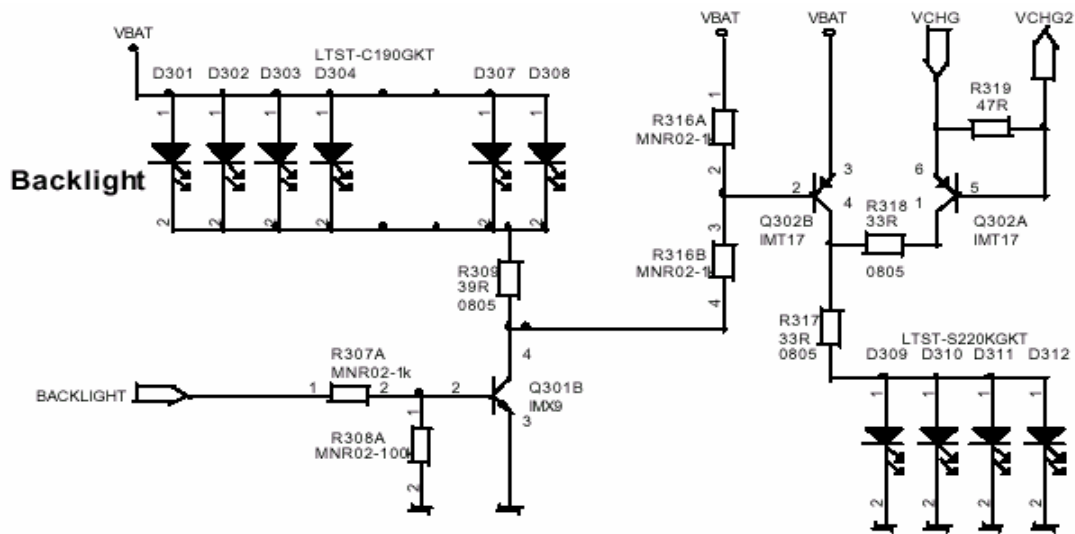 VBAT VBAT VCHG VCHG2
VBAT
LTST-C190GKT
D301 D302 D303 D304 D307 D308
1 1 1 1 1 1
Backlight
2 2 2 2 2 2
R309
39R
0805
R307A
MNR02-1k
BACKLIGHT
1 2 2
4
Q301B
IMX9
3
R308A
MNR02-100k
1
2
1
R316A
MNR02-1k
2
3
R316B
MNR02-1k
4
2
3
4
Q302B
IMT17
R319
47R
6
1
5
R318
33R
0805
Q302A
IMT17
R317
33R
0805
LTST-S220KGKT
D309 D310 D311 D312
1 1 1 1
2 2 2 2